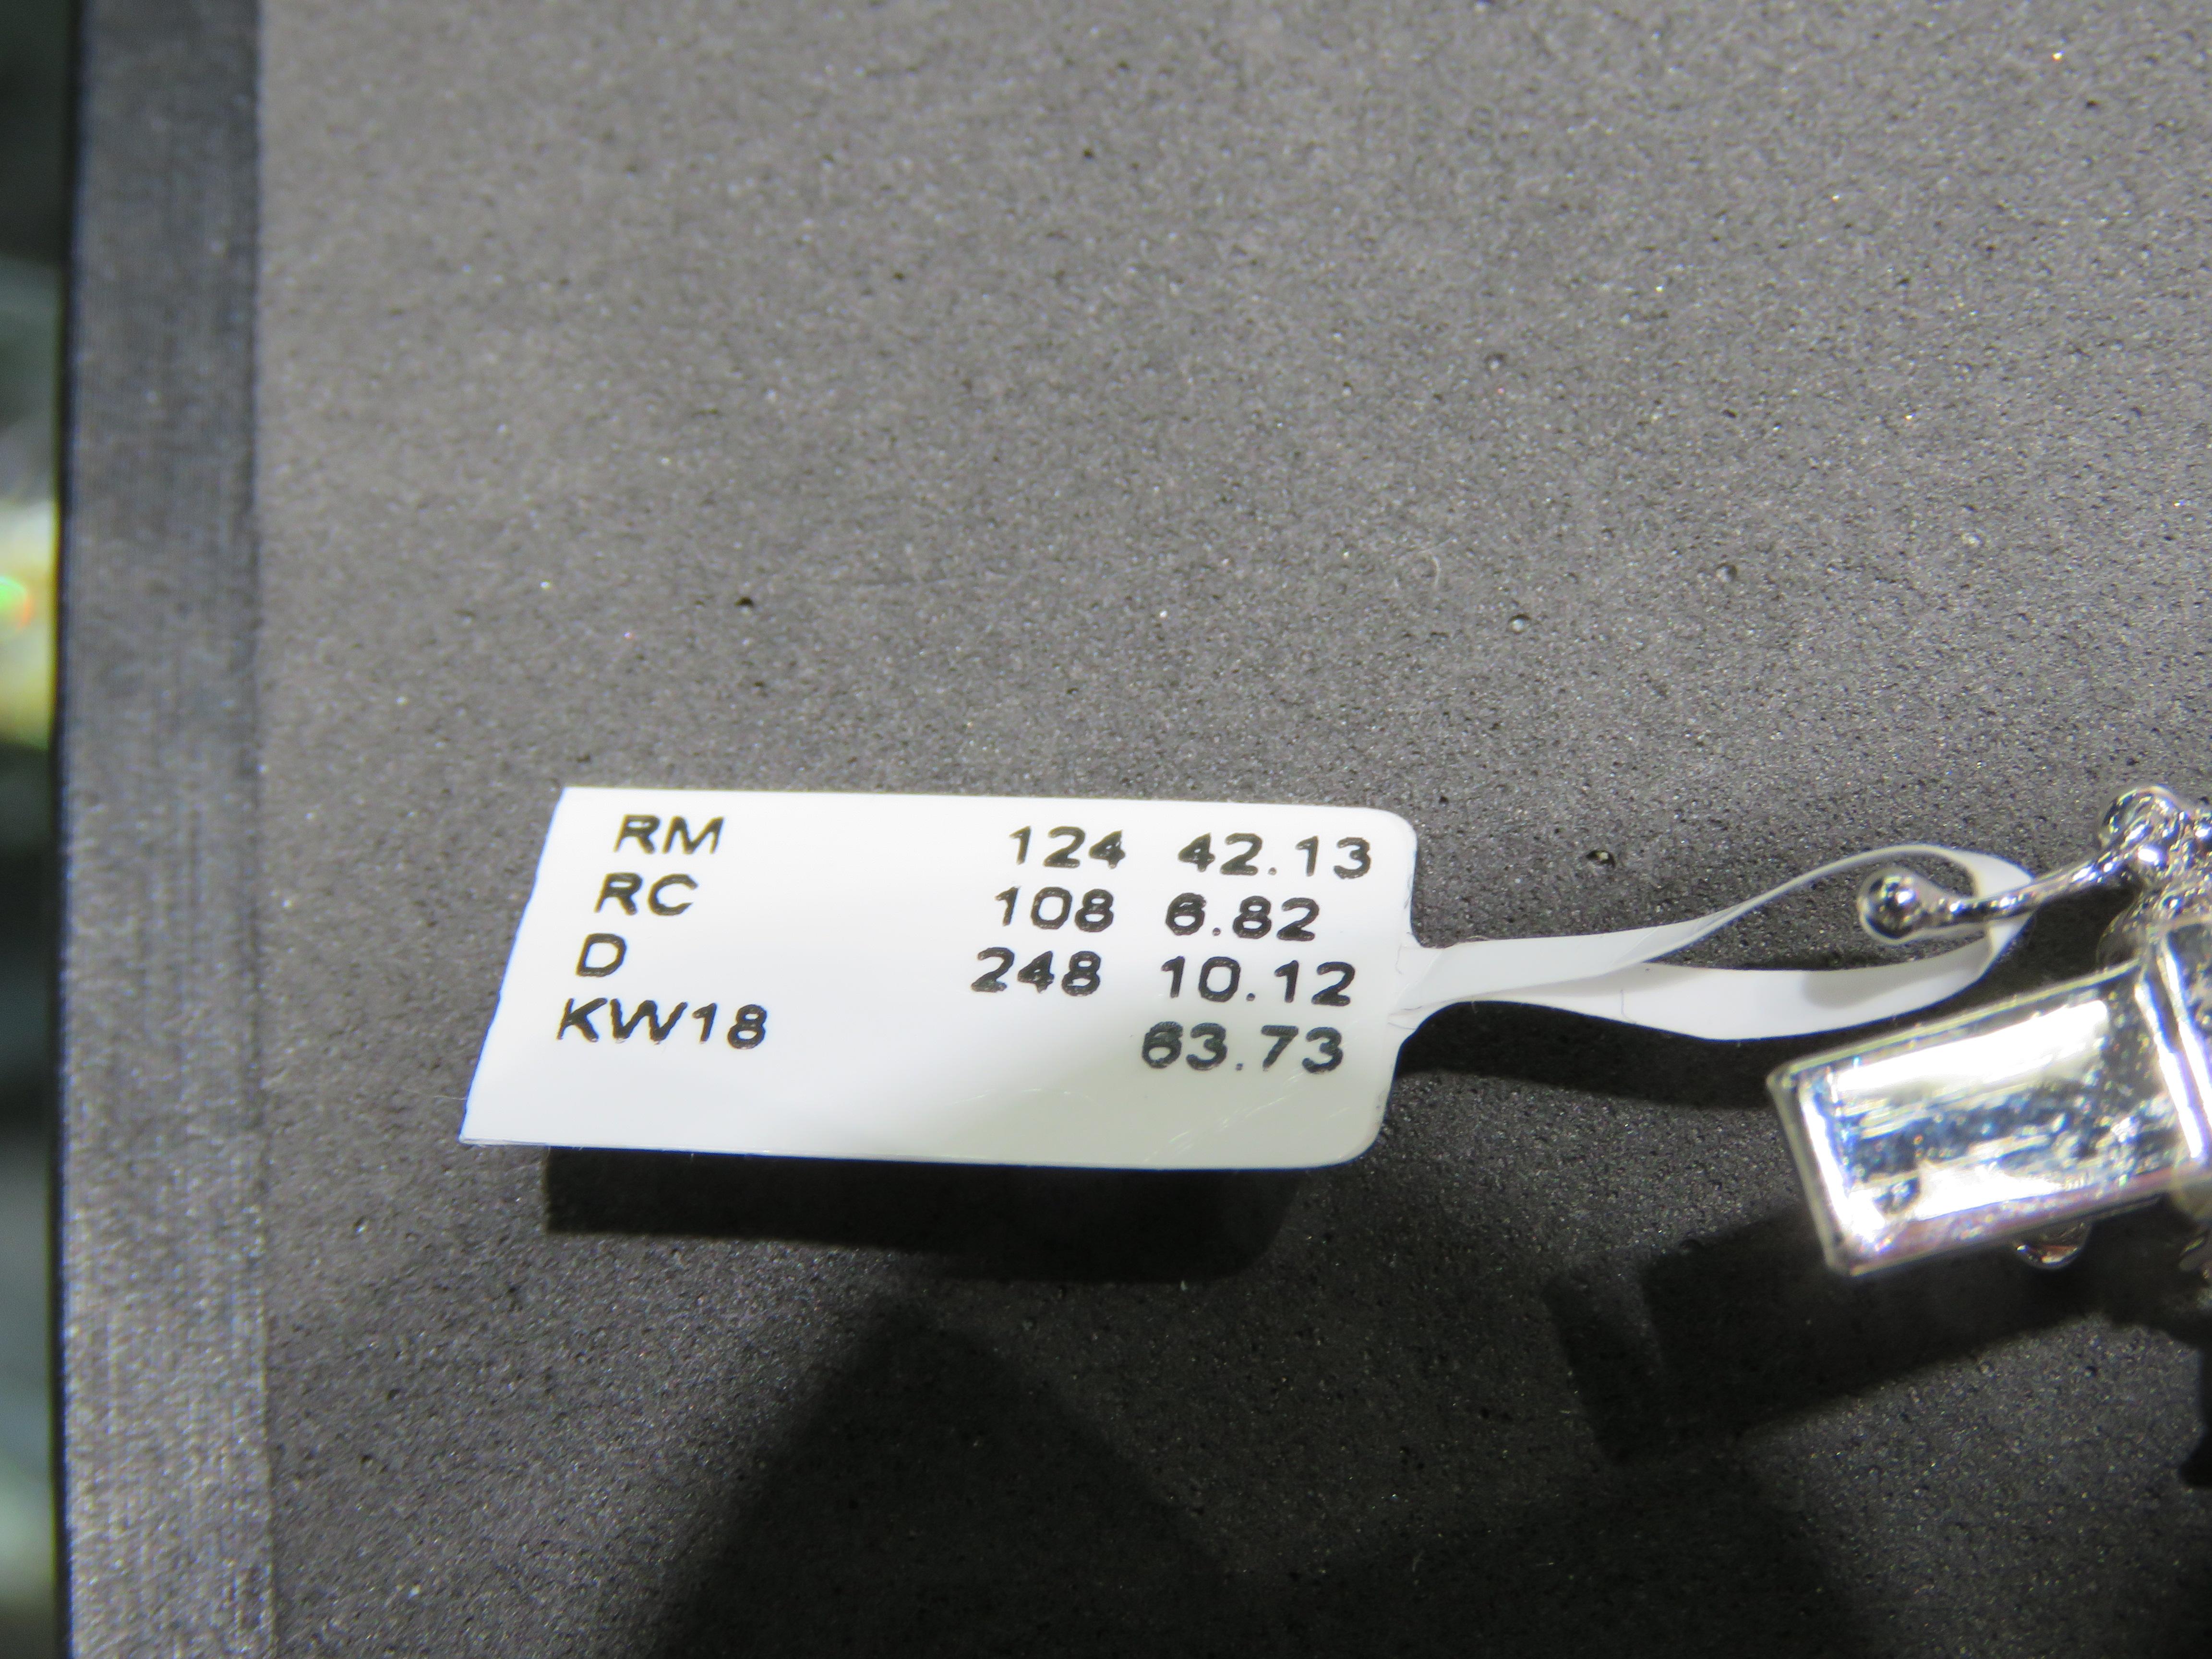 RM 124 42.13
RC 108 6.82
D 248 10.12
KW18 63.73